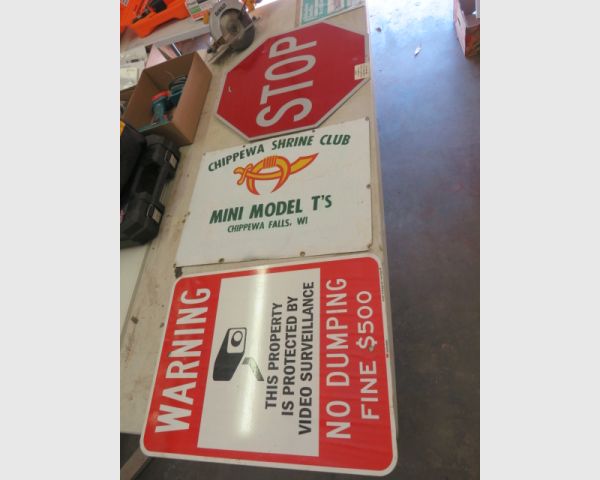 STOP
CHIPPEWA SHRINE CLUB
MINI MODEL T'S
CHIPPEWA FALLS, WI
WARNING
THIS PROPERTY
IS PROTECTED BY
VIDEO SURVEILLANCE
NO DUMPING
FINE $500